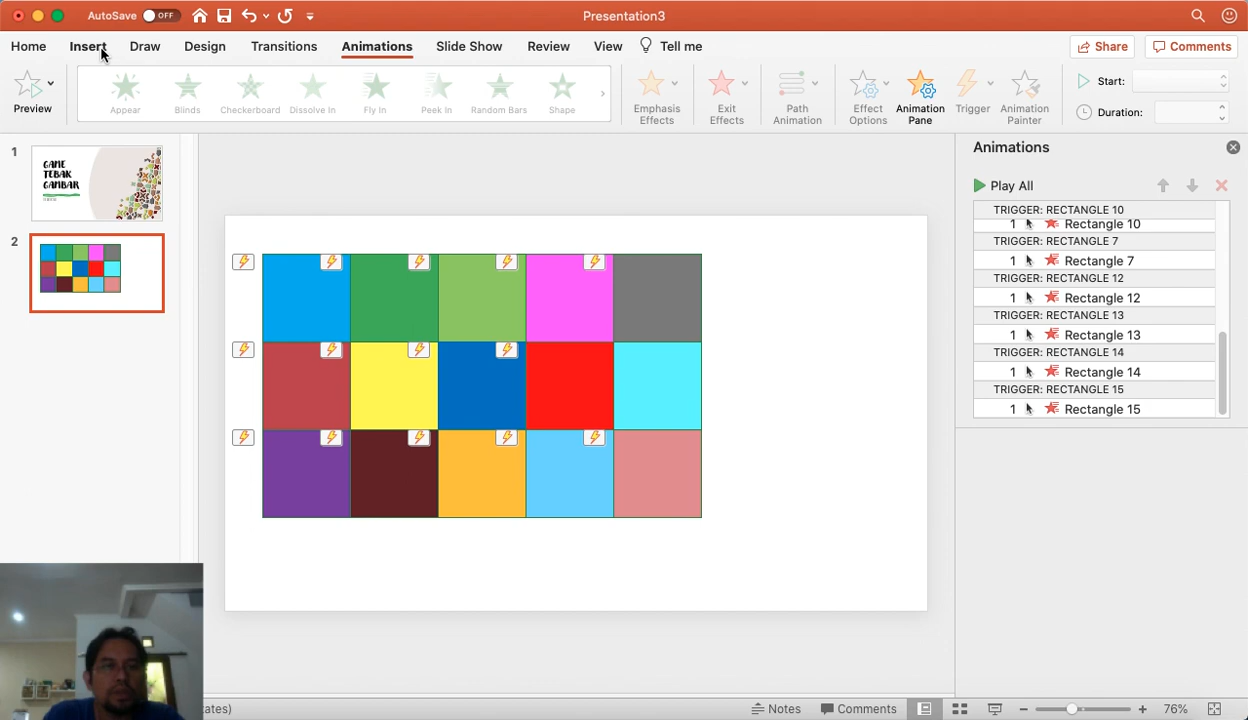 AutoSave OFF
Presentation3
Home Insert Draw Design Transitions Animations Slide Show Review View Tell me
Share Comments
Preview
Appear Blinds Checkerboard Dissolve In Fly In Peek In Random Bars Shape
Emphasis Effects
Exit Effects
Path Animation
Effect Options
Animation Pane
Trigger
Animation Painter
Start:
Duration:
1
GAME
TEBAK
GAMBAR
2
Animations
Play All
TRIGGER: RECTANGLE 10
1 Rectangle 10
TRIGGER: RECTANGLE 7
1 Rectangle 7
TRIGGER: RECTANGLE 12
1 Rectangle 12
TRIGGER: RECTANGLE 13
1 Rectangle 13
TRIGGER: RECTANGLE 14
1 Rectangle 14
TRIGGER: RECTANGLE 15
1 Rectangle 15
tates)
Notes Comments 76%